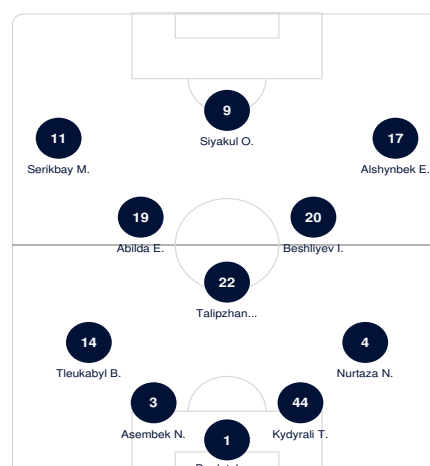 9
Siyakul O.
11
17
Serikbay M.
Alshynbek E.
19
20
Abilda E.
Beshliyev I.
22
Talipzhan...
14
4
Tleukabyl B.
Nurtaza N.
3
44
Asembek N.
Kydyrali T.
1